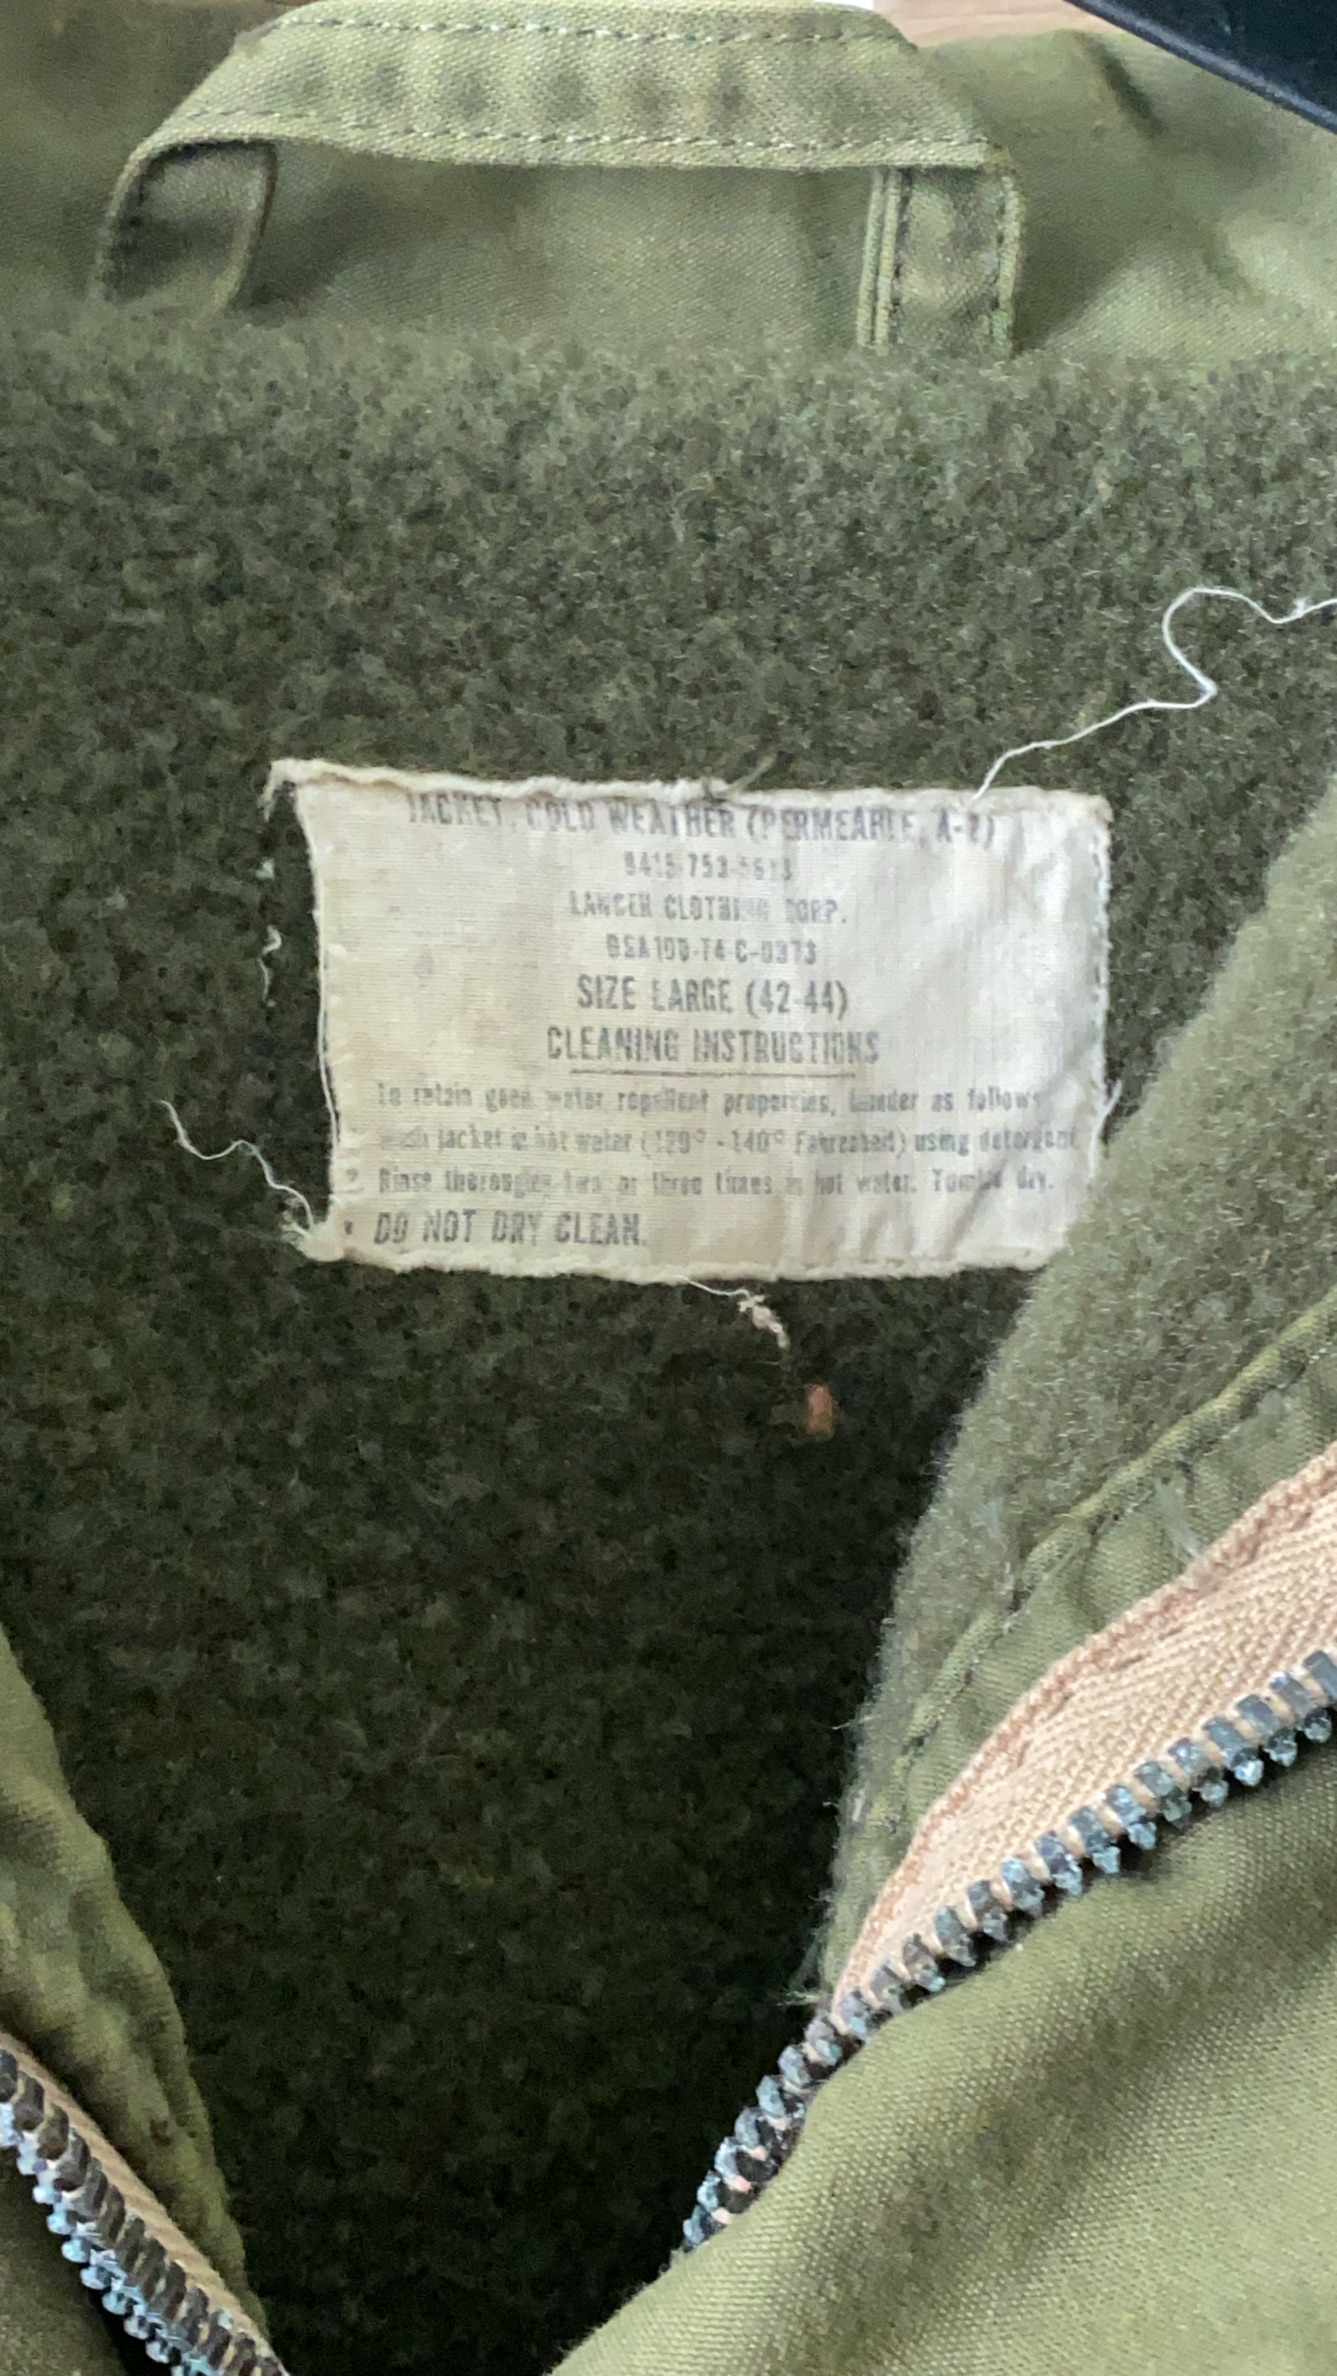 JACKET, COLD WEATHER (PERMEABLE, A-2)
8415-753-5613
LANCER CLOTHING CORP.
DSA100-74-C-0373
SIZE LARGE (42-44)
CLEANING INSTRUCTIONS
To retain good water repellent properties, launder as follows
wash jacket in hot water (120° - 140° Fahrenheit) using detergent
2 Rinse thoroughly two or three times in hot water. Tumble dry.
DO NOT DRY CLEAN.